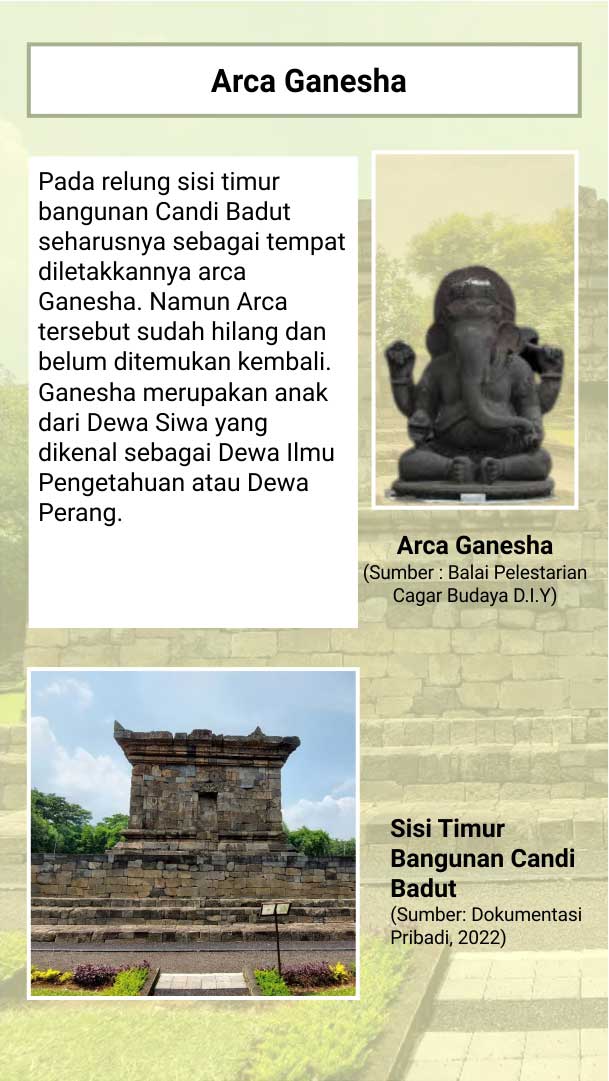 Arca Ganesha
Pada relung sisi timur
bangunan Candi Badut
seharusnya sebagai tempat
diletakkannya arca
Ganesha. Namun Arca
tersebut sudah hilang dan
belum ditemukan kembali.
Ganesha merupakan anak
dari Dewa Siwa yang
dikenal sebagai Dewa Ilmu
Pengetahuan atau Dewa
Perang.
Arca Ganesha
(Sumber : Balai Pelestarian
Cagar Budaya D.I.Y)
Sisi Timur
Bangunan Candi
Badut
(Sumber: Dokumentasi
Pribadi, 2022)